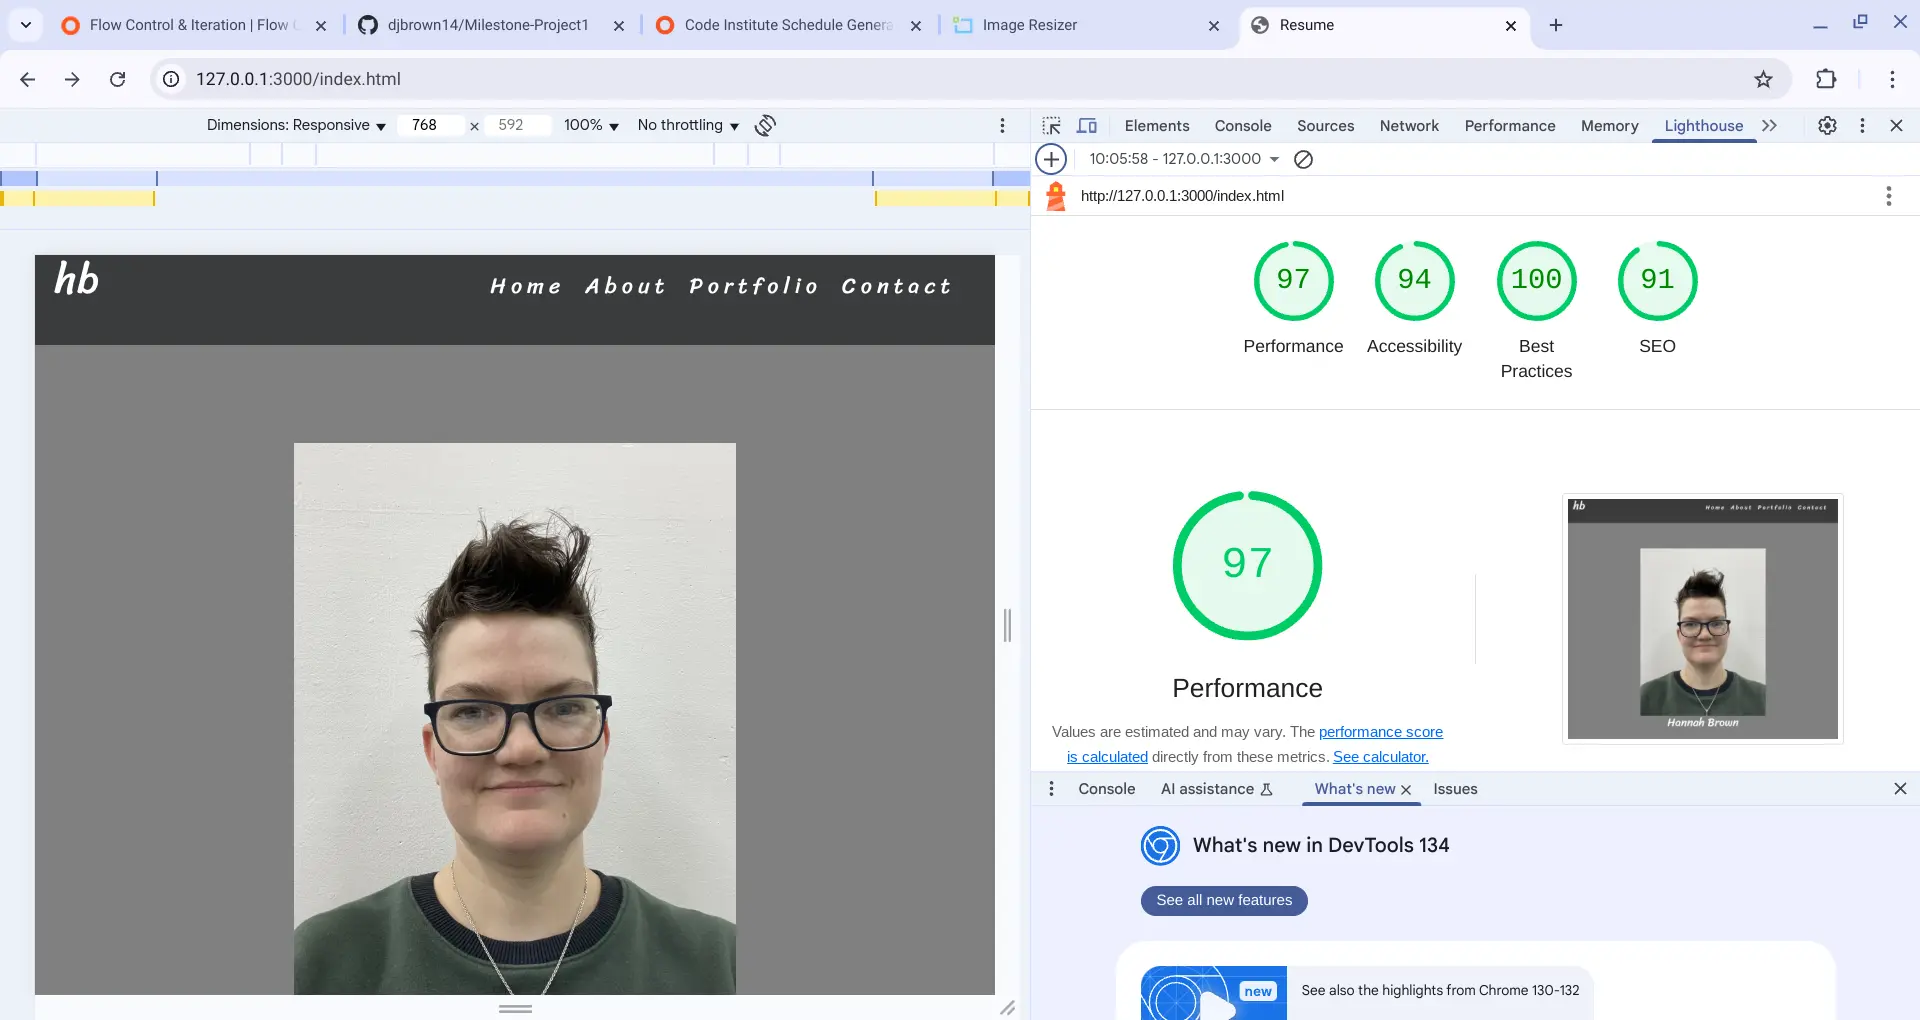 Flow Control & Iteration | Flow C
djbrown14/Milestone-Project1
Code Institute Schedule Genera
Image Resizer
Resume
127.0.0.1:3000/index.html
Dimensions: Responsive 768 × 592 100% No throttling
Elements Console Sources Network Performance Memory Lighthouse
10:05:58 - 127.0.0.1:3000
http://127.0.0.1:3000/index.html
hb
Home About Portfolio Contact
97 94 100 91
Performance Accessibility Best Practices SEO
97
Performance
Values are estimated and may vary. The performance score
is calculated directly from these metrics. See calculator.
hb
Home About Portfolio Contact
Hannah Brown
Console AI assistance What's new Issues
What's new in DevTools 134
See all new features
new
See also the highlights from Chrome 130-132